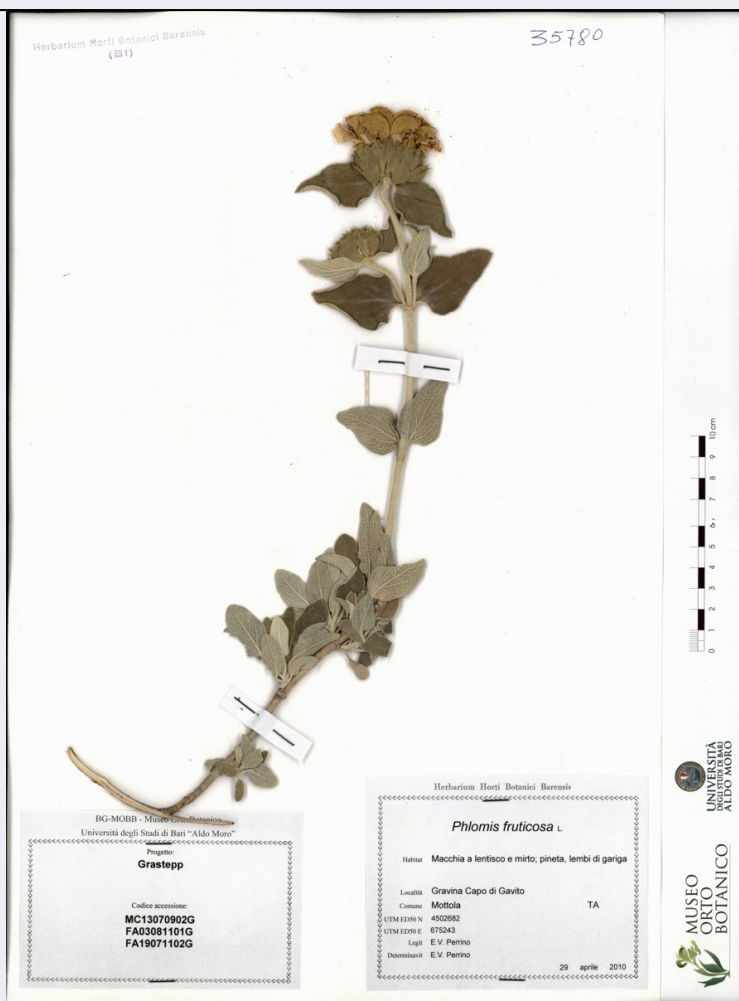 Herbarium Horti Botanici Barensis
(BI)
35780
10 cm
9
8
7
6
5
4
3
2
1
0
UNIVERSITÀ
DEGLI STUDI DI BARI
ALDO MORO
MUSEO
ORTO
BOTANICO
BG-MOBB - Museo Orto Botanico
Università degli Studi di Bari "Aldo Moro"
Progetto:
Grastepp
Codice accessione:
MC13070902G
FA03081101G
FA19071102G
Herbarium Horti Botanici Barensis
Phlomis fruticosa L.
Habitat Macchia a lentisco e mirto; pineta, lembi di gariga
Località Gravina Capo di Gavito
Comune Mottola TA
UTM ED50 N 4502682
UTM ED50 E 675243
Legit E.V. Perrino
Determinavit E.V. Perrino
29 aprile 2010